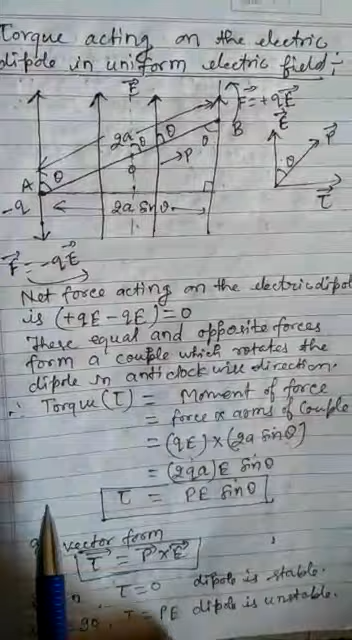 Torque acting on the electric
dipole in uniform electric field :-
E
F=+qE
2a θ θ
E
P
B
θ
θ
θ
P
A
-q
2a sinθ
τ
F = -qE
Net force acting on the electric dipole
is (+qE - qE) = 0
These equal and opposite forces
form a couple which rotates the
dipole in anticlock wise direction.
∴ Torque (τ) = Moment of force
= force × arms of couple
= (qE) × (2a sinθ)
= (2qa) E sinθ
τ = PE sinθ
vector form
τ = P × E
τ = 0 dipole is stable.
90, τ = PE dipole is unstable.